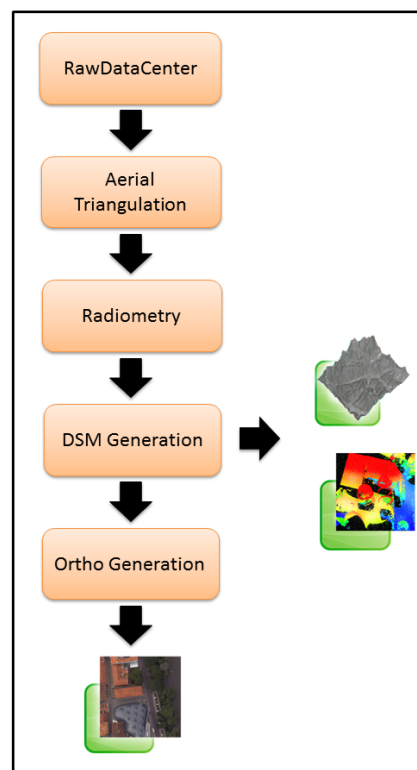 RawDataCenter
Aerial
Triangulation
Radiometry
DSM Generation
Ortho Generation